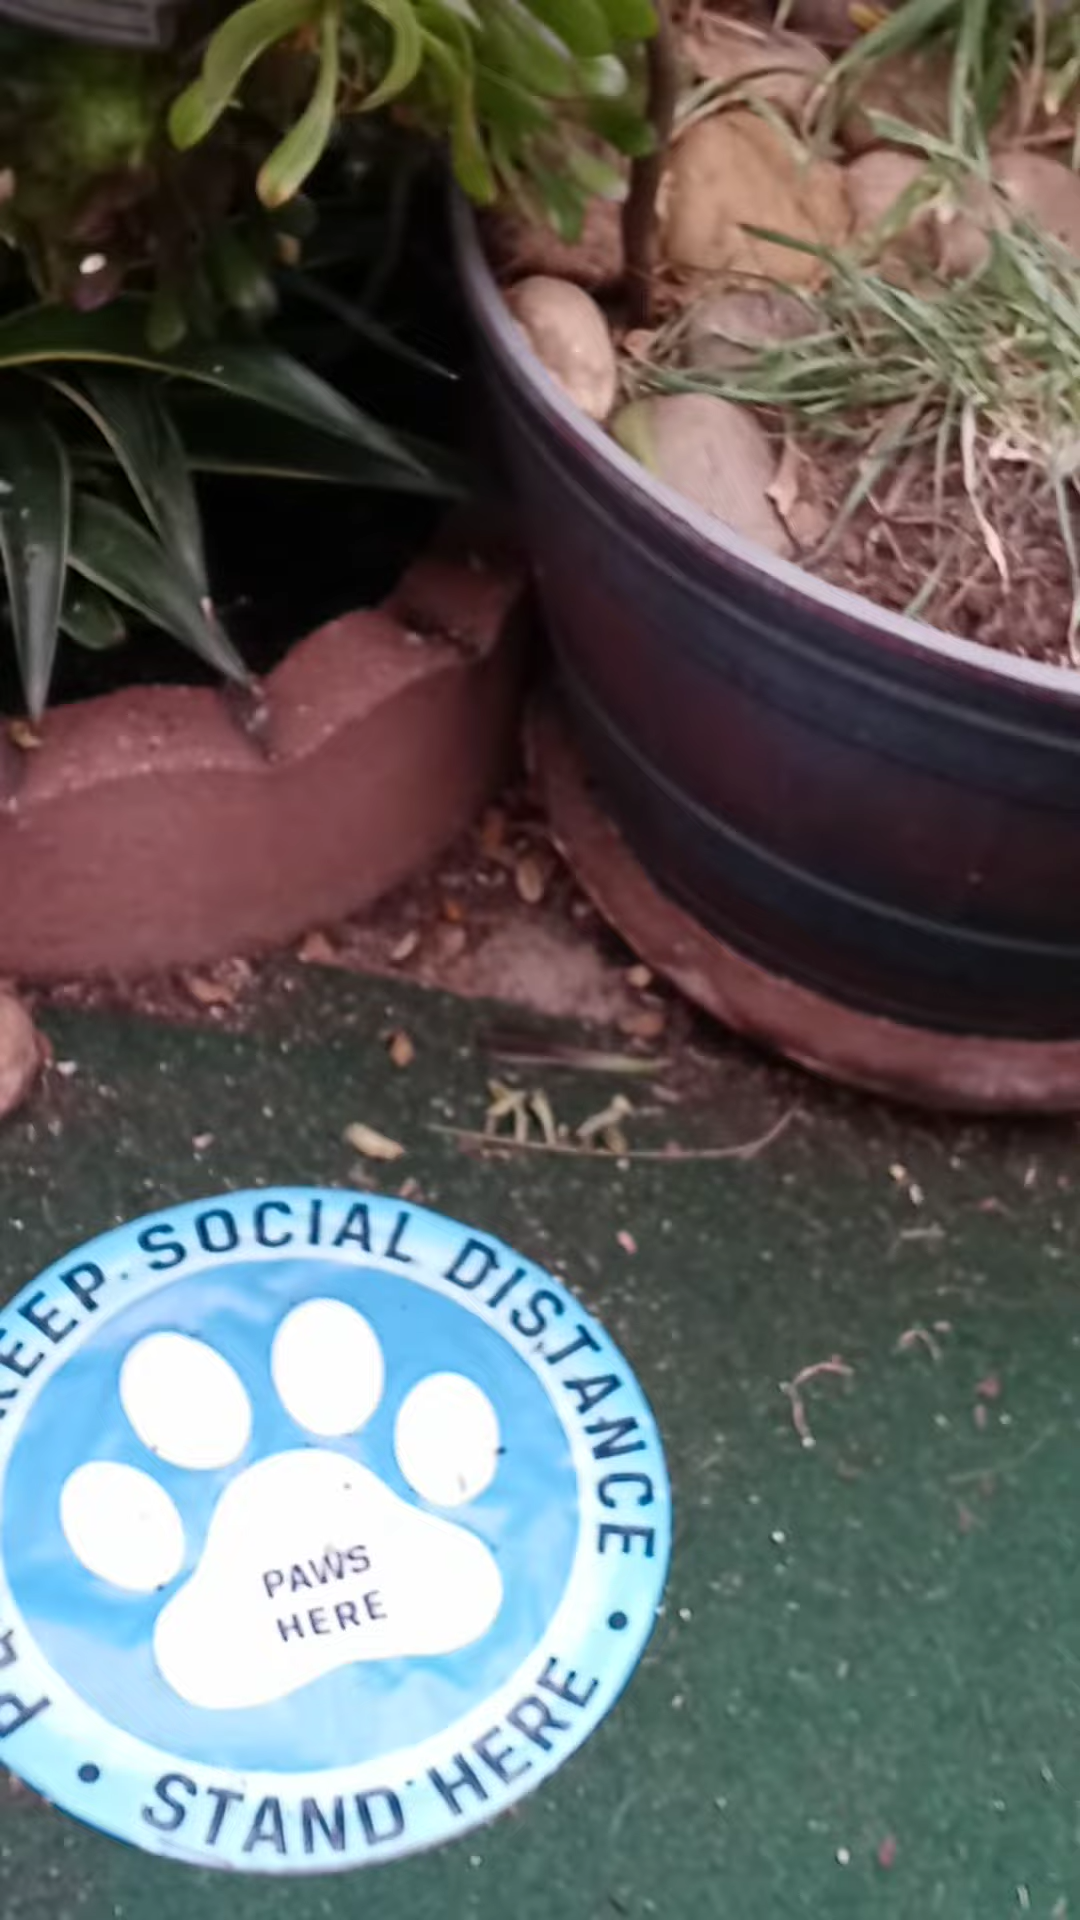 KEEP SOCIAL DISTANCE
PAWS
HERE
• STAND HERE •